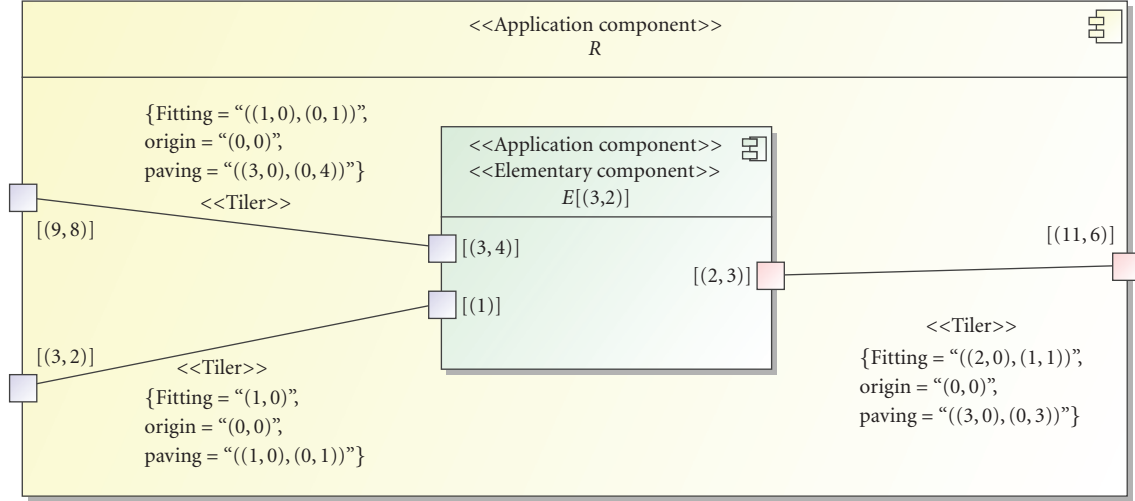 <<Application component>>
R
{Fitting = “((1, 0), (0, 1))”,
origin = “(0, 0)”,
paving = “((3, 0), (0, 4))”}
<<Tiler>>
[(9, 8)]
<<Application component>>
<<Elementary component>>
E[(3,2)]
[(3, 4)]
[(1)]
[(2, 3)]
[(11, 6)]
[(3, 2)]
<<Tiler>>
{Fitting = “(1, 0)”,
origin = “(0, 0)”,
paving = “((1, 0), (0, 1))”}
<<Tiler>>
{Fitting = “((2, 0), (1, 1))”,
origin = “(0, 0)”,
paving = “((3, 0), (0, 3))”}